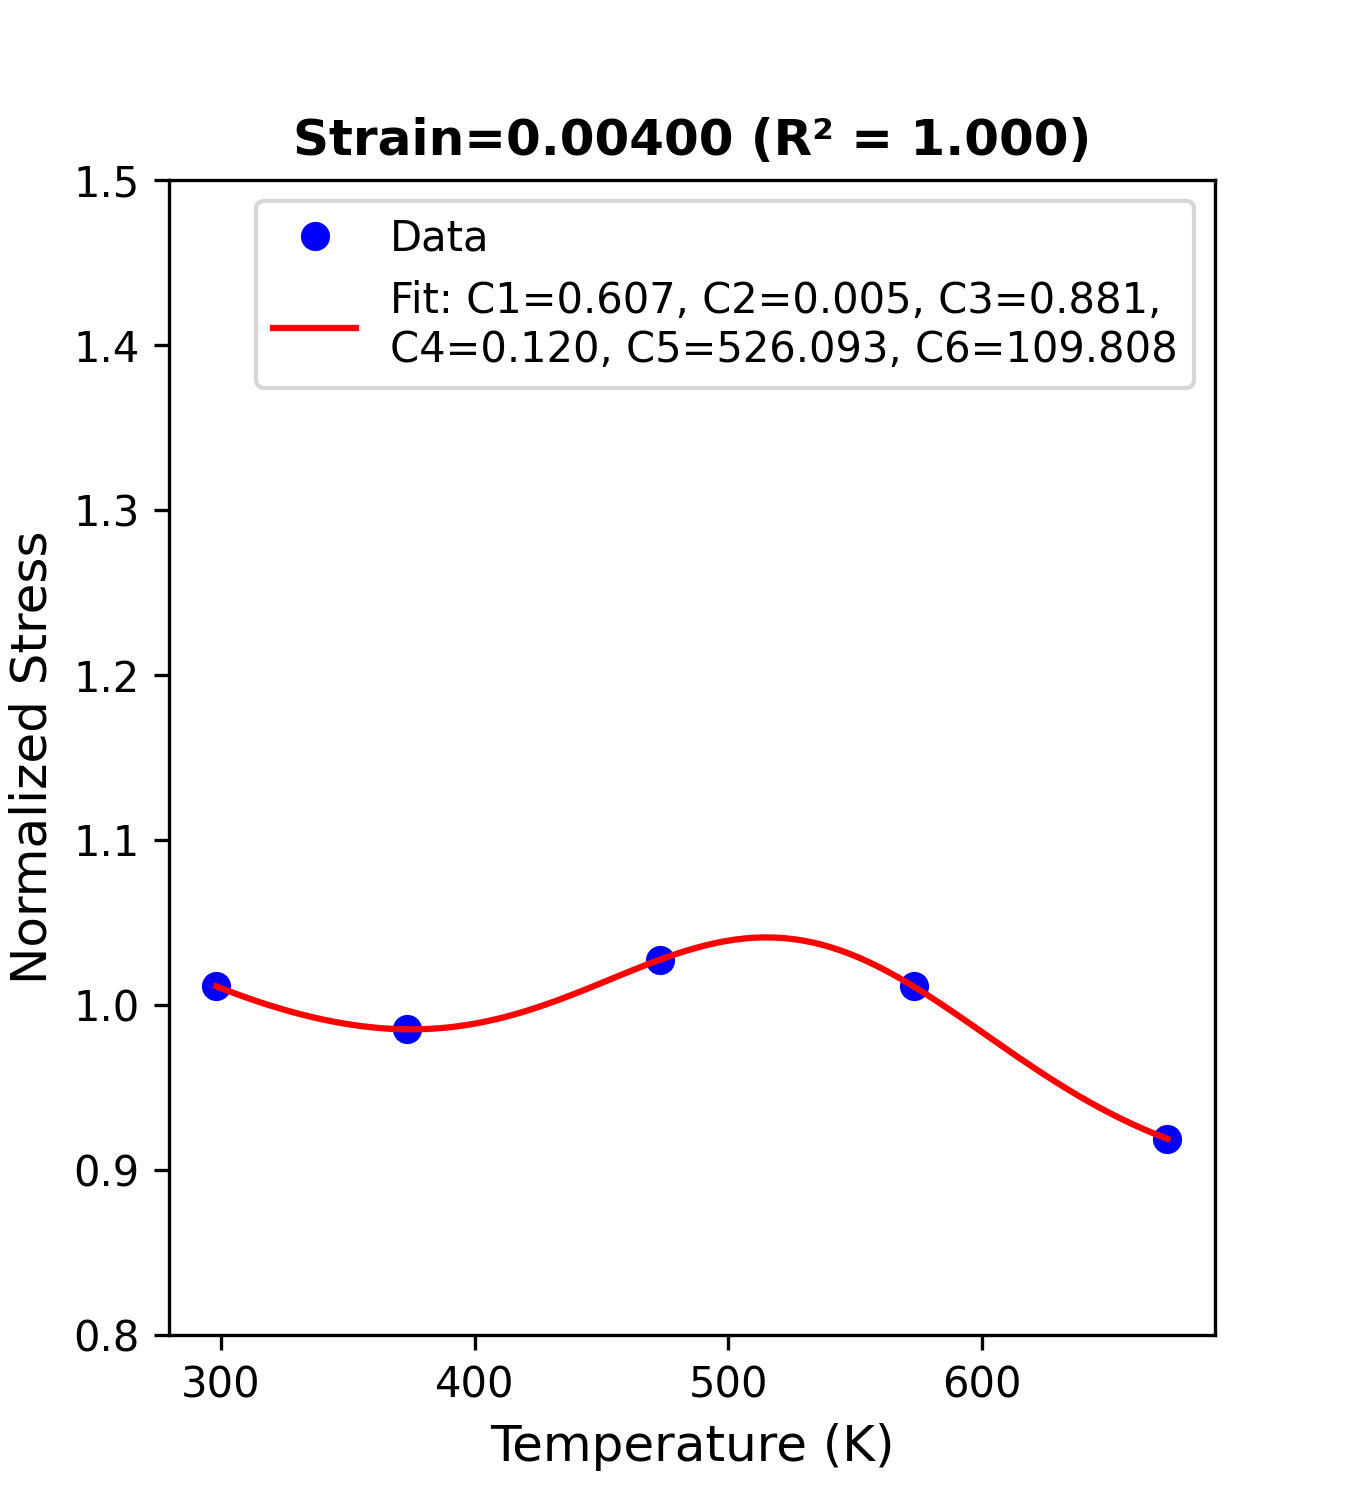 Strain=0.00400 (R² = 1.000)
Data
Fit: C1=0.607, C2=0.005, C3=0.881,
C4=0.120, C5=526.093, C6=109.808
Normalized Stress
1.5
1.4
1.3
1.2
1.1
1.0
0.9
0.8
300 400 500 600
Temperature (K)